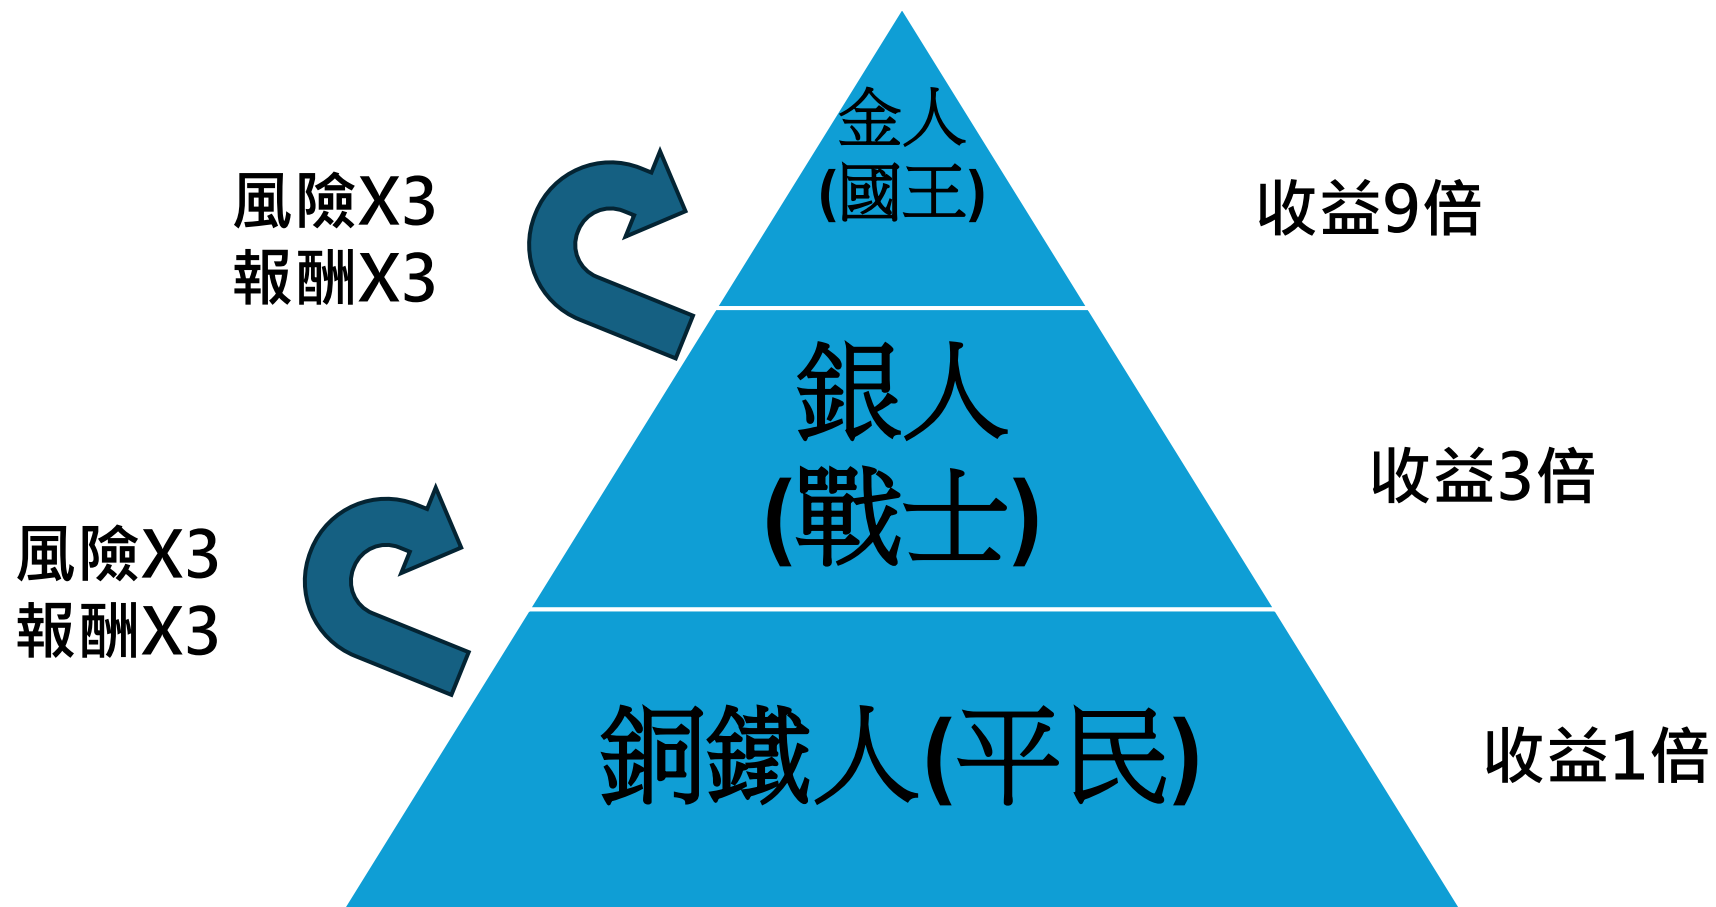 金人
(國王)
風險X3
報酬X3
收益9倍
銀人
(戰士)
收益3倍
風險X3
報酬X3
銅鐵人(平民)
收益1倍